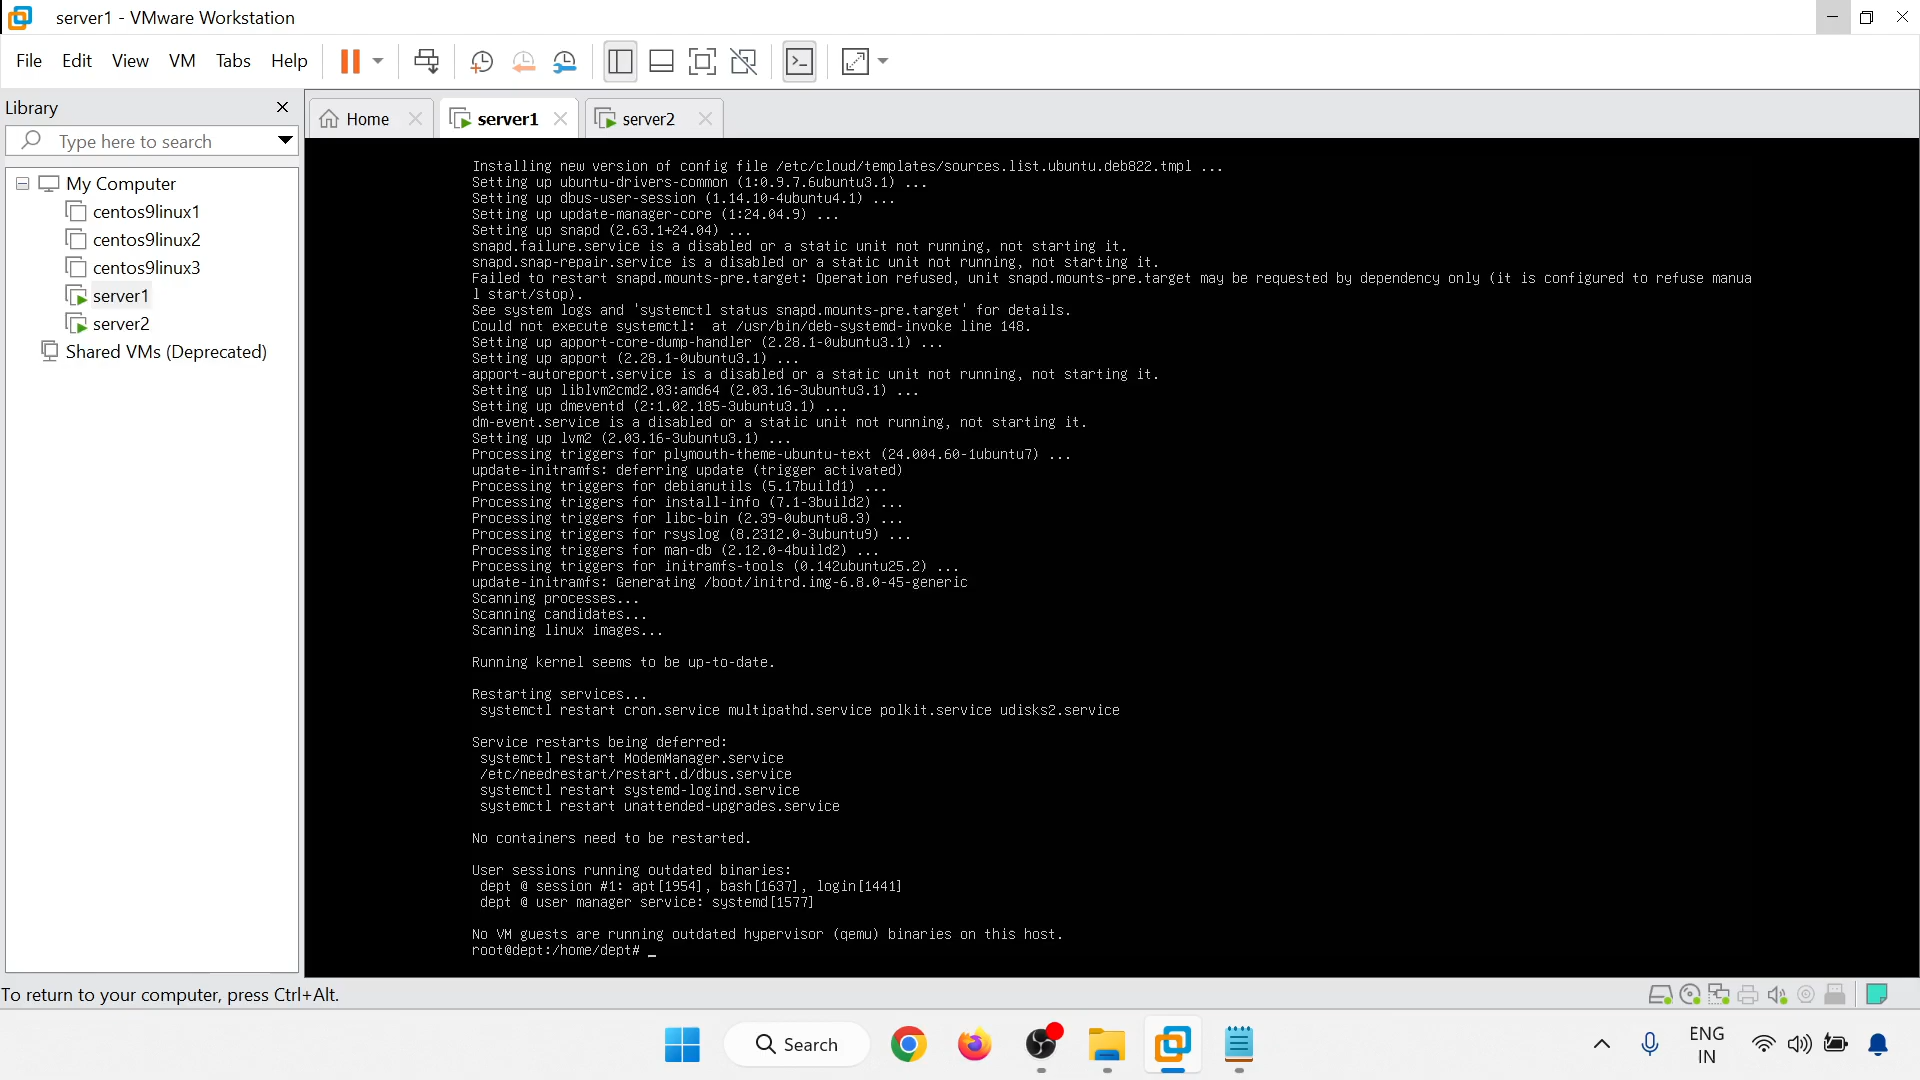 server1 - VMware Workstation
File Edit View VM Tabs Help
Library
Type here to search
My Computer
centos9linux1
centos9linux2
centos9linux3
server1
server2
Shared VMs (Deprecated)
Home server1 server2
Installing new version of config file /etc/cloud/templates/sources.list.ubuntu.deb822.tmpl ...
Setting up ubuntu-drivers-common (1:0.9.7.6ubuntu3.1) ...
Setting up dbus-user-session (1.14.10-4ubuntu4.1) ...
Setting up update-manager-core (1:24.04.9) ...
Setting up snapd (2.63.1+24.04) ...
snapd.failure.service is a disabled or a static unit not running, not starting it.
snapd.snap-repair.service is a disabled or a static unit not running, not starting it.
Failed to restart snapd.mounts-pre.target: Operation refused, unit snapd.mounts-pre.target may be requested by dependency only (it is configured to refuse manua
l start/stop).
See system logs and 'systemctl status snapd.mounts-pre.target' for details.
Could not execute systemctl:  at /usr/bin/deb-systemd-invoke line 148.
Setting up apport-core-dump-handler (2.28.1-0ubuntu3.1) ...
Setting up apport (2.28.1-0ubuntu3.1) ...
apport-autoreport.service is a disabled or a static unit not running, not starting it.
Setting up liblvm2cmd2.03:amd64 (2.03.16-3ubuntu3.1) ...
Setting up dmeventd (2:1.02.185-3ubuntu3.1) ...
dm-event.service is a disabled or a static unit not running, not starting it.
Setting up lvm2 (2.03.16-3ubuntu3.1) ...
Processing triggers for plymouth-theme-ubuntu-text (24.004.60-1ubuntu7) ...
update-initramfs: deferring update (trigger activated)
Processing triggers for debianutils (5.17build1) ...
Processing triggers for install-info (7.1-3build2) ...
Processing triggers for libc-bin (2.39-0ubuntu8.3) ...
Processing triggers for rsyslog (8.2312.0-3ubuntu9) ...
Processing triggers for man-db (2.12.0-4build2) ...
Processing triggers for initramfs-tools (0.142ubuntu25.2) ...
update-initramfs: Generating /boot/initrd.img-6.8.0-45-generic
Scanning processes...
Scanning candidates...
Scanning linux images...
Running kernel seems to be up-to-date.
Restarting services...
systemctl restart cron.service multipathd.service polkit.service udisks2.service
Service restarts being deferred:
systemctl restart ModemManager.service
/etc/needrestart/restart.d/dbus.service
systemctl restart systemd-logind.service
systemctl restart unattended-upgrades.service
No containers need to be restarted.
User sessions running outdated binaries:
dept @ session #1: apt[1954], bash[1637], login[1441]
dept @ user manager service: systemd[1577]
No VM guests are running outdated hypervisor (qemu) binaries on this host.
root@dept:/home/dept# _
To return to your computer, press Ctrl+Alt.
Search
ENG
IN